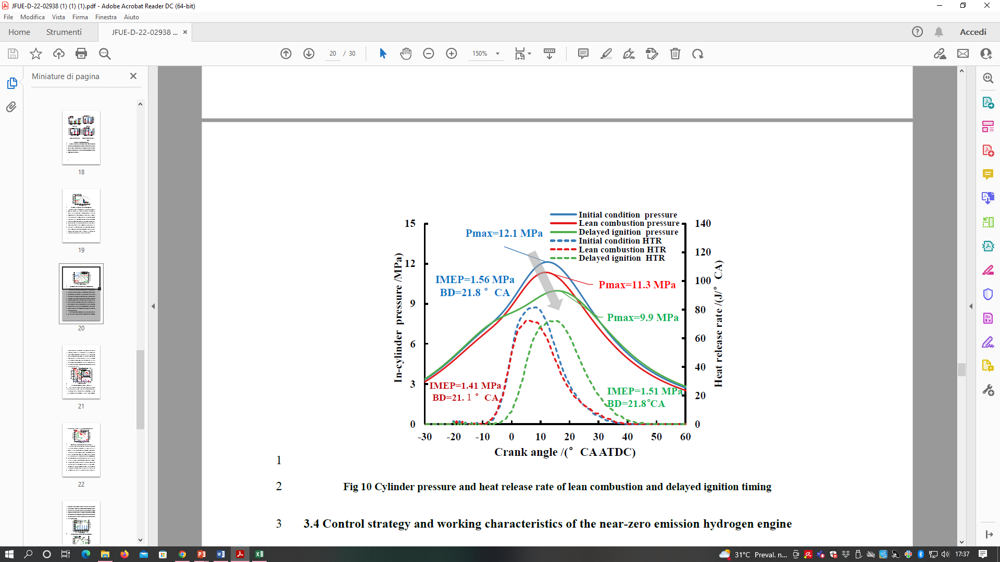 JFUE-D-22-02938 (1) (1) (1).pdf - Adobe Acrobat Reader DC (64-bit)
File Modifica Vista Firma Finestra Aiuto
Home Strumenti JFUE-D-22-02938 ... × Accedi
20 / 30 150%
Miniature di pagina
18
19
20
21
22
Initial condition pressure
Lean combustion pressure
Delayed ignition pressure
Initial condition HTR
Lean combustion HTR
Delayed ignition HTR
Pmax=12.1 MPa
IMEP=1.56 MPa
BD=21.8 ° CA
Pmax=11.3 MPa
Pmax=9.9 MPa
IMEP=1.41 MPa
BD=21.1 ° CA
IMEP=1.51 MPa
BD=21.8°CA
In-cylinder pressure /MPa)
15
12
9
6
3
0
Heat release rate /(J/° CA)
140
120
100
80
60
40
20
0
-30 -20 -10 0 10 20 30 40 50 60
Crank angle /(° CA ATDC)
1
2 Fig 10 Cylinder pressure and heat release rate of lean combustion and delayed ignition timing
3 3.4 Control strategy and working characteristics of the near-zero emission hydrogen engine
31°C Preval. n... 17:37